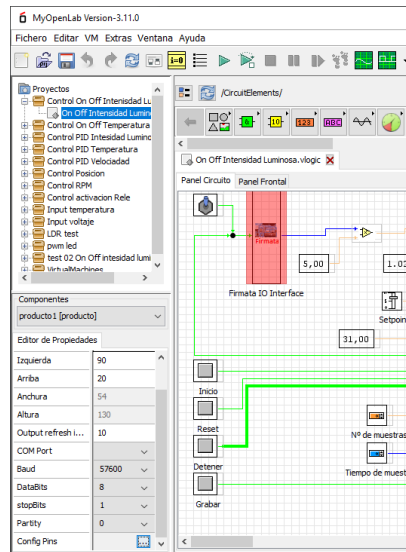 MyOpenLab Version-3.11.0
Fichero Editar VM Extras Ventana Ayuda
Proyectos
Control On Off Intensidad Lu
On Off Intensidad Lumino
Control On Off Temperatura
Control PID Intesidad Luminos
Control PID Temperatura
Control PID Velociadad
Control Posicion
Control RPM
Control activacion Rele
Input temperatura
Input voltaje
LDR test
pwm led
test 02 On Off intesidad lumi
VirtualMachines
/CircuitElements/
On Off Intensidad Luminosa.vlogic
Panel Circuito Panel Frontal
Firmata
5,00
1.03
Firmata IO Interface
Setpoin
31,00
Inicio
Reset
Nº de muestras
Detener
Tiempo de muest
Grabar
Componentes
producto1 [producto]
Editor de Propiedades
Izquierda 90
Arriba 20
Anchura 54
Altura 130
Output refresh i... 10
COM Port
Baud 57600
DataBits 8
stopBits 1
Partity 0
Config Pins ...